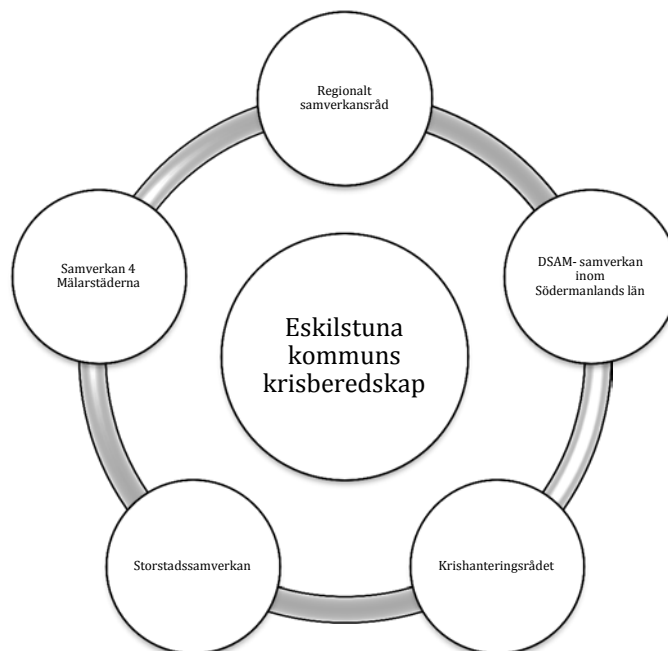 Regionalt
samverkansråd
DSAM- samverkan
inom
Södermanlands län
Krishanteringsrådet
Storstadssamverkan
Samverkan 4
Mälarstäderna
Eskilstuna
kommuns
krisberedskap